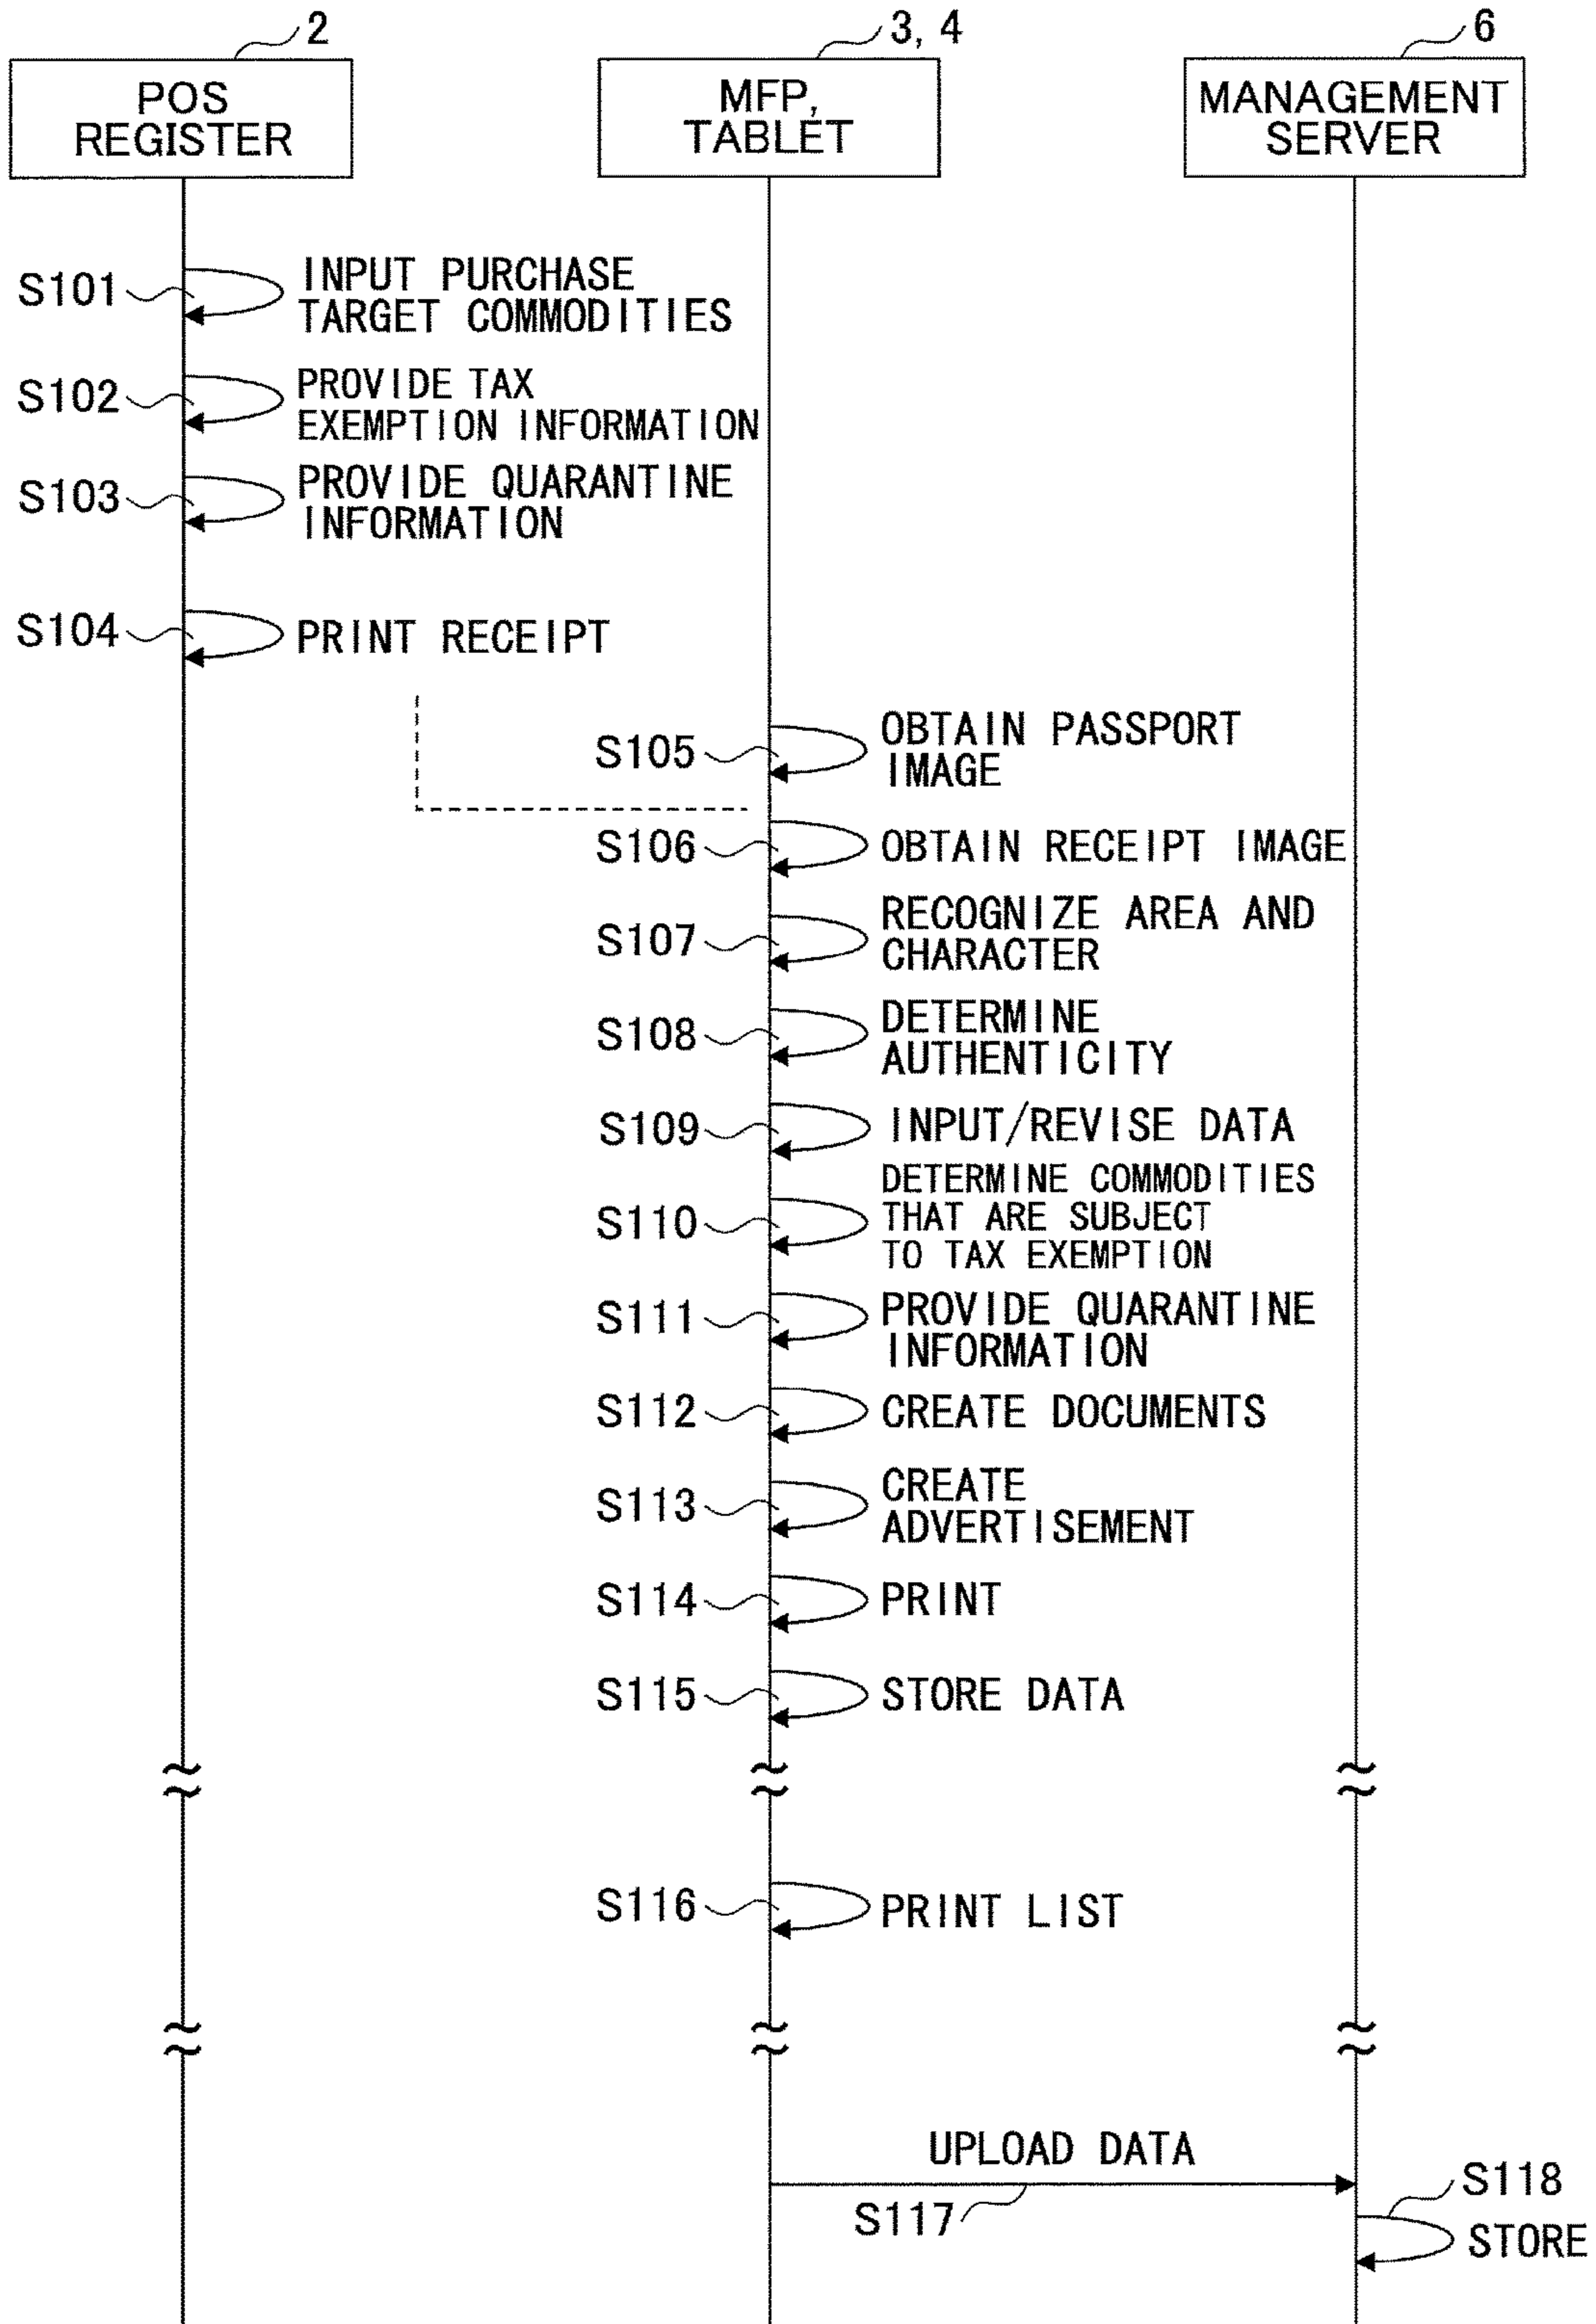 2
3, 4
6
POS
REGISTER
MFP,
TABLET
MANAGEMENT
SERVER
S101
INPUT PURCHASE
TARGET COMMODITIES
S102
PROVIDE TAX
EXEMPTION INFORMATION
S103
PROVIDE QUARANTINE
INFORMATION
S104
PRINT RECEIPT
S105
OBTAIN PASSPORT
IMAGE
S106
OBTAIN RECEIPT IMAGE
S107
RECOGNIZE AREA AND
CHARACTER
S108
DETERMINE
AUTHENTICITY
S109
INPUT/REVISE DATA
S110
DETERMINE COMMODITIES
THAT ARE SUBJECT
TO TAX EXEMPTION
S111
PROVIDE QUARANTINE
INFORMATION
S112
CREATE DOCUMENTS
S113
CREATE
ADVERTISEMENT
S114
PRINT
S115
STORE DATA
S116
PRINT LIST
UPLOAD DATA
S117
S118
STORE